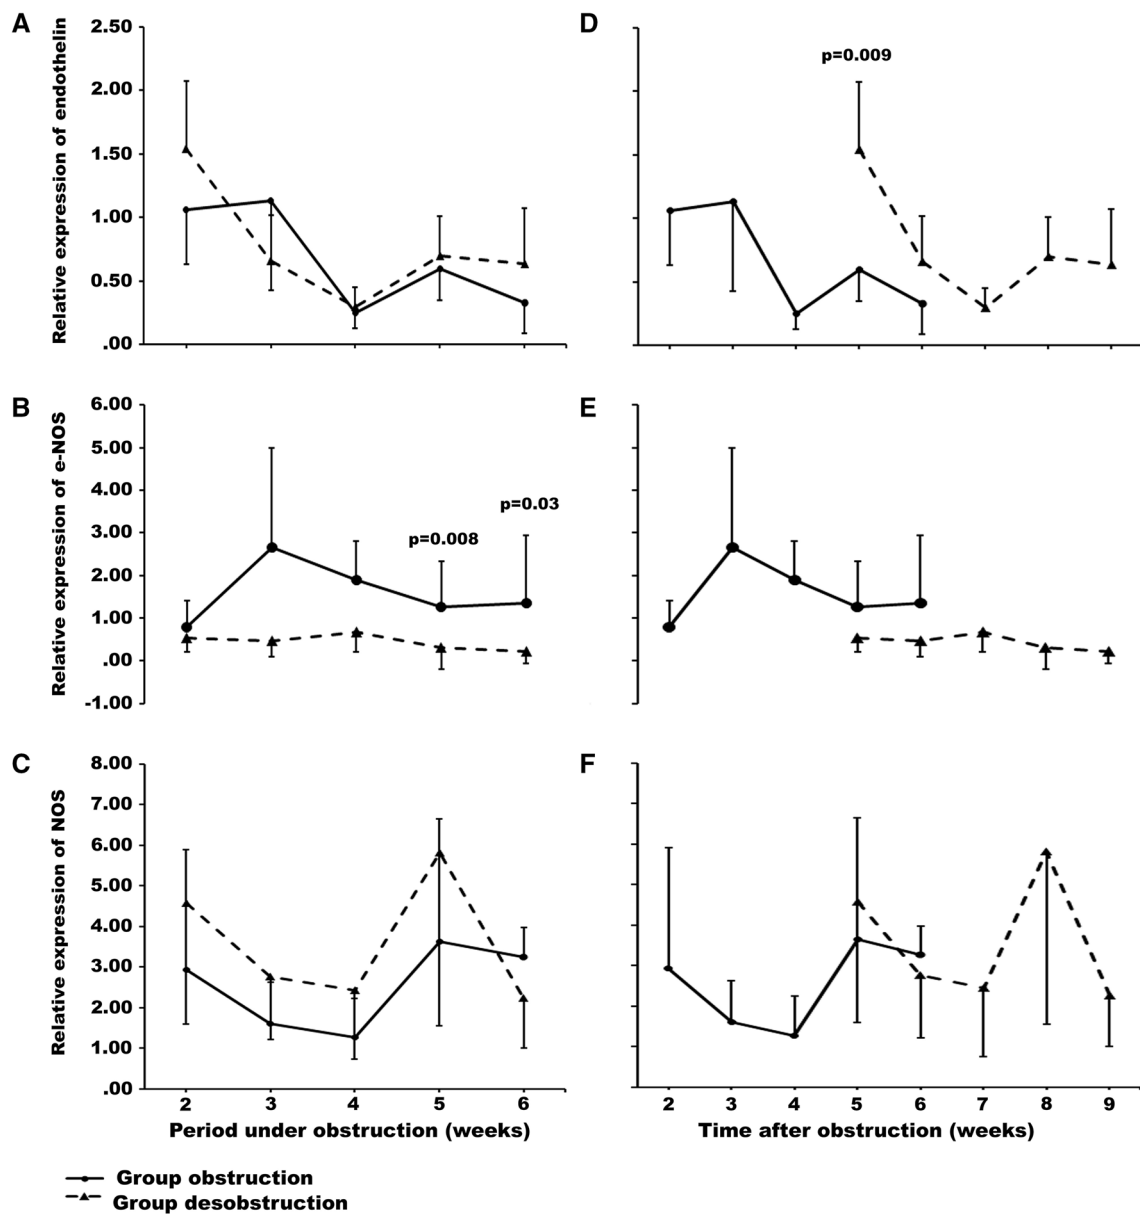 A
Relative expression of endothelin
2.50
2.00
1.50
1.00
0.50
.00
D
p=0.009
B
Relative expression of e-NOS
6.00
5.00
4.00
3.00
2.00
1.00
.00
-1.00
p=0.008
p=0.03
E
C
Relative expression of NOS
8.00
7.00
6.00
5.00
4.00
3.00
2.00
1.00
.00
2 3 4 5 6
Period under obstruction (weeks)
F
2 3 4 5 6 7 8 9
Time after obstruction (weeks)
Group obstruction
Group desobstruction